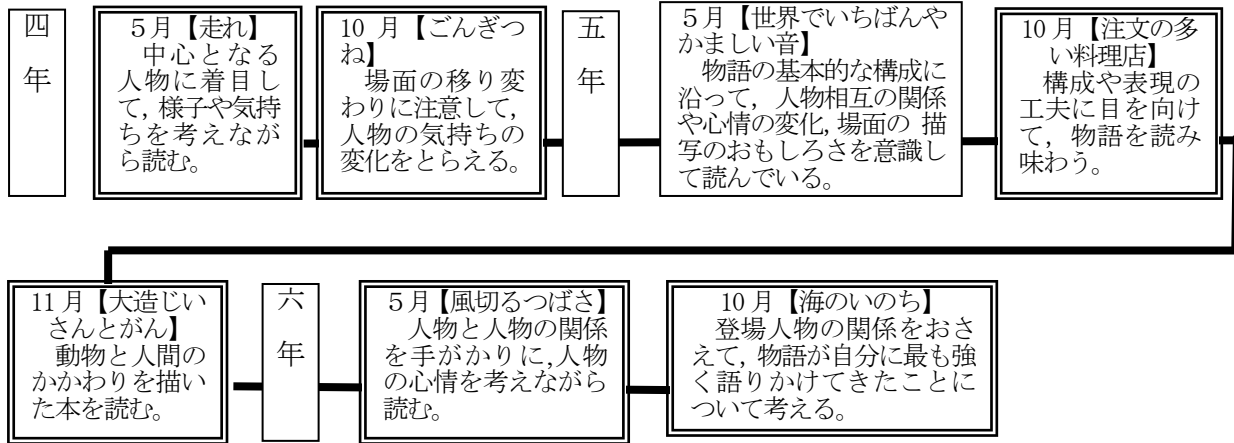 四年
5月【走れ】
中心となる
人物に着目し
て,様子や気持
ちを考えなが
ら読む。
10 月【ごんぎつ
ね】
場面の移り変
わりに注意して,
人物の気持ちの
変化をとらえる。
五年
5月【世界でいちばんや
かましい音】
物語の基本的な構成に
沿って, 人物相互の関係
や心情の変化,場面の 描
写のおもしろさを意識し
て読んでいる。
10 月【注文の多
い料理店】
構成や表現の
工夫に目を向け
て, 物語を読み
味わう。
11 月【大造じい
さんとがん】
動物と人間の
かかわりを描い
た本を読む。
六年
5月【風切るつばさ】
人物と人物の関係
を手がかりに,人物
の心情を考えながら
読む。
10 月【海のいのち】
登場人物の関係をおさ
えて,物語が自分に最も強
く語りかけてきたことに
ついて考える。